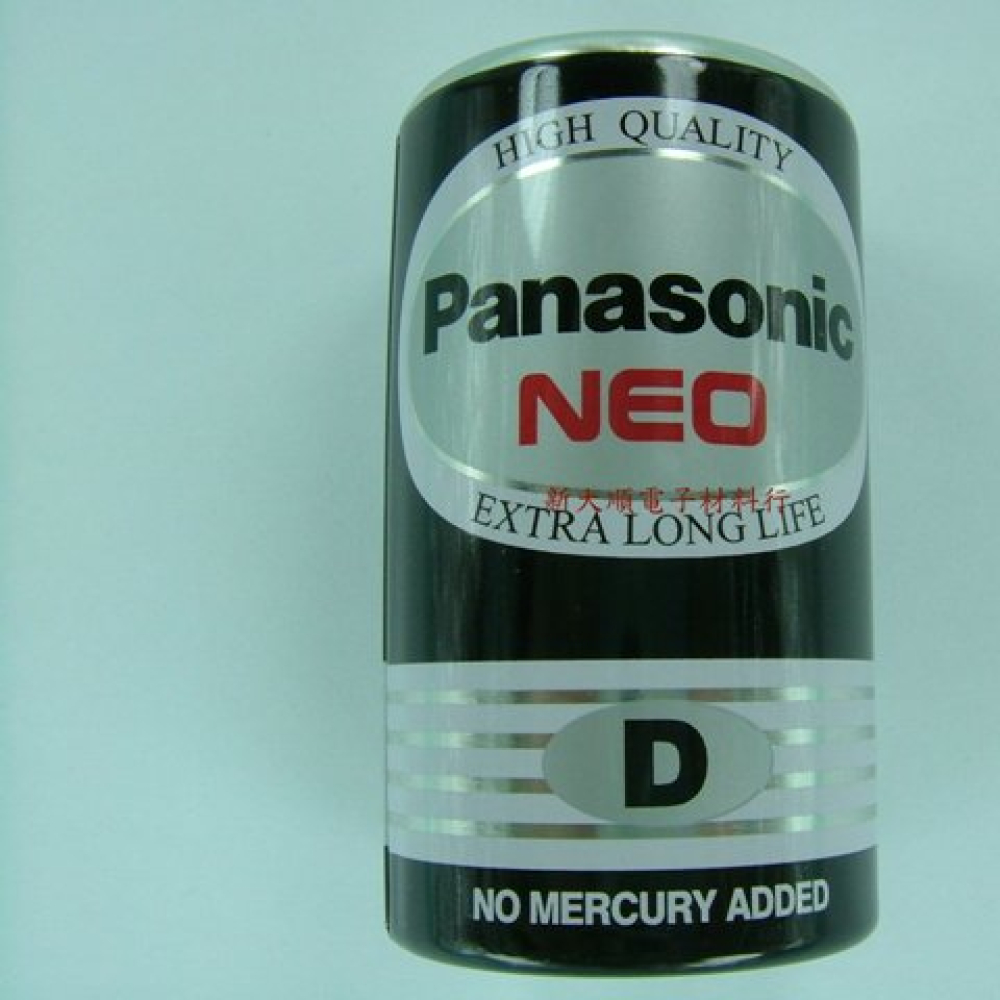 HIGH QUALITY
Panasonic
NEO
新大順電子材料行
EXTRA LONG LIFE
D
NO MERCURY ADDED